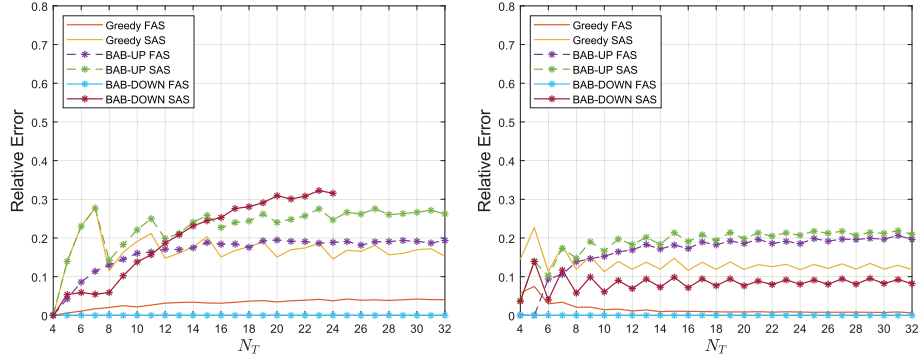 0.8
0.7
0.6
0.5
0.4
0.3
0.2
0.1
0
Relative Error
Greedy FAS
Greedy SAS
BAB-UP FAS
BAB-UP SAS
BAB-DOWN FAS
BAB-DOWN SAS
4 6 8 10 12 14 16 18 20 22 24 26 28 30 32
N_T
0.8
0.7
0.6
0.5
0.4
0.3
0.2
0.1
0
Relative Error
Greedy FAS
Greedy SAS
BAB-UP FAS
BAB-UP SAS
BAB-DOWN FAS
BAB-DOWN SAS
4 6 8 10 12 14 16 18 20 22 24 26 28 30 32
N_T